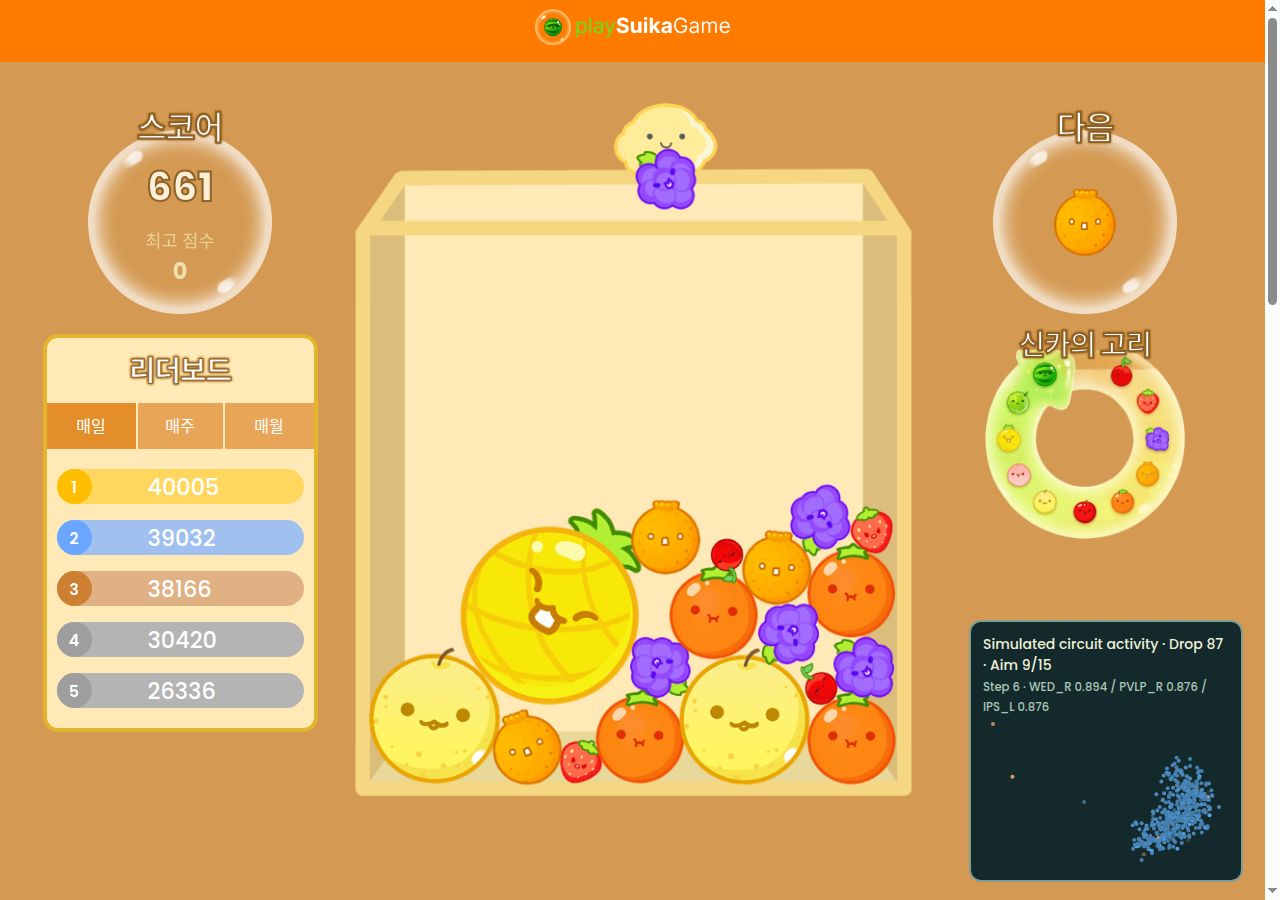 playSuikaGame
스코어
661
최고 점수
0
다음
리더보드
매일 매주 매월
1 40005
2 39032
3 38166
4 30420
5 26336
신카의 고리
Simulated circuit activity · Drop 87
· Aim 9/15
Step 6 · WED_R 0.894 / PVLP_R 0.876 /
IPS_L 0.876